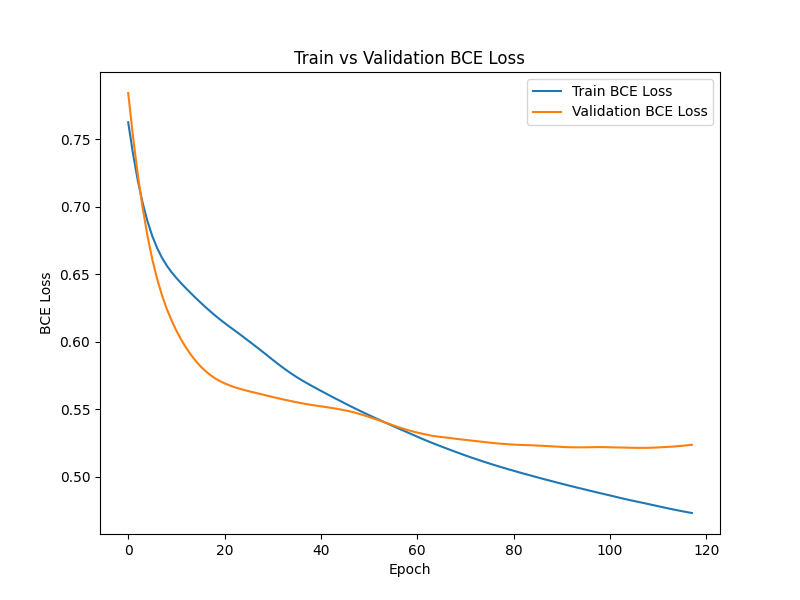 Train vs Validation BCE Loss
Train BCE Loss
Validation BCE Loss
BCE Loss
0.75
0.70
0.65
0.60
0.55
0.50
0 20 40 60 80 100 120
Epoch